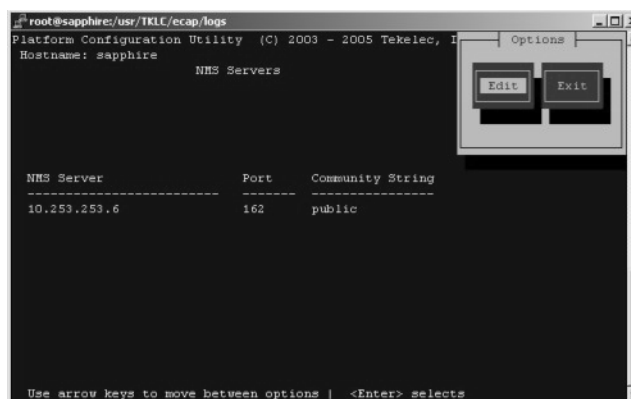 root@sapphire:/usr/TKLC/ecap/logs
Platform Configuration Utility (C) 2003 - 2005 Tekelec, I
Options
Hostname: sapphire
NMS Servers
Edit Exit
NMS Server Port Community String
------------------------- ------- ----------------
10.253.253.6 162 public
Use arrow keys to move between options | <Enter> selects